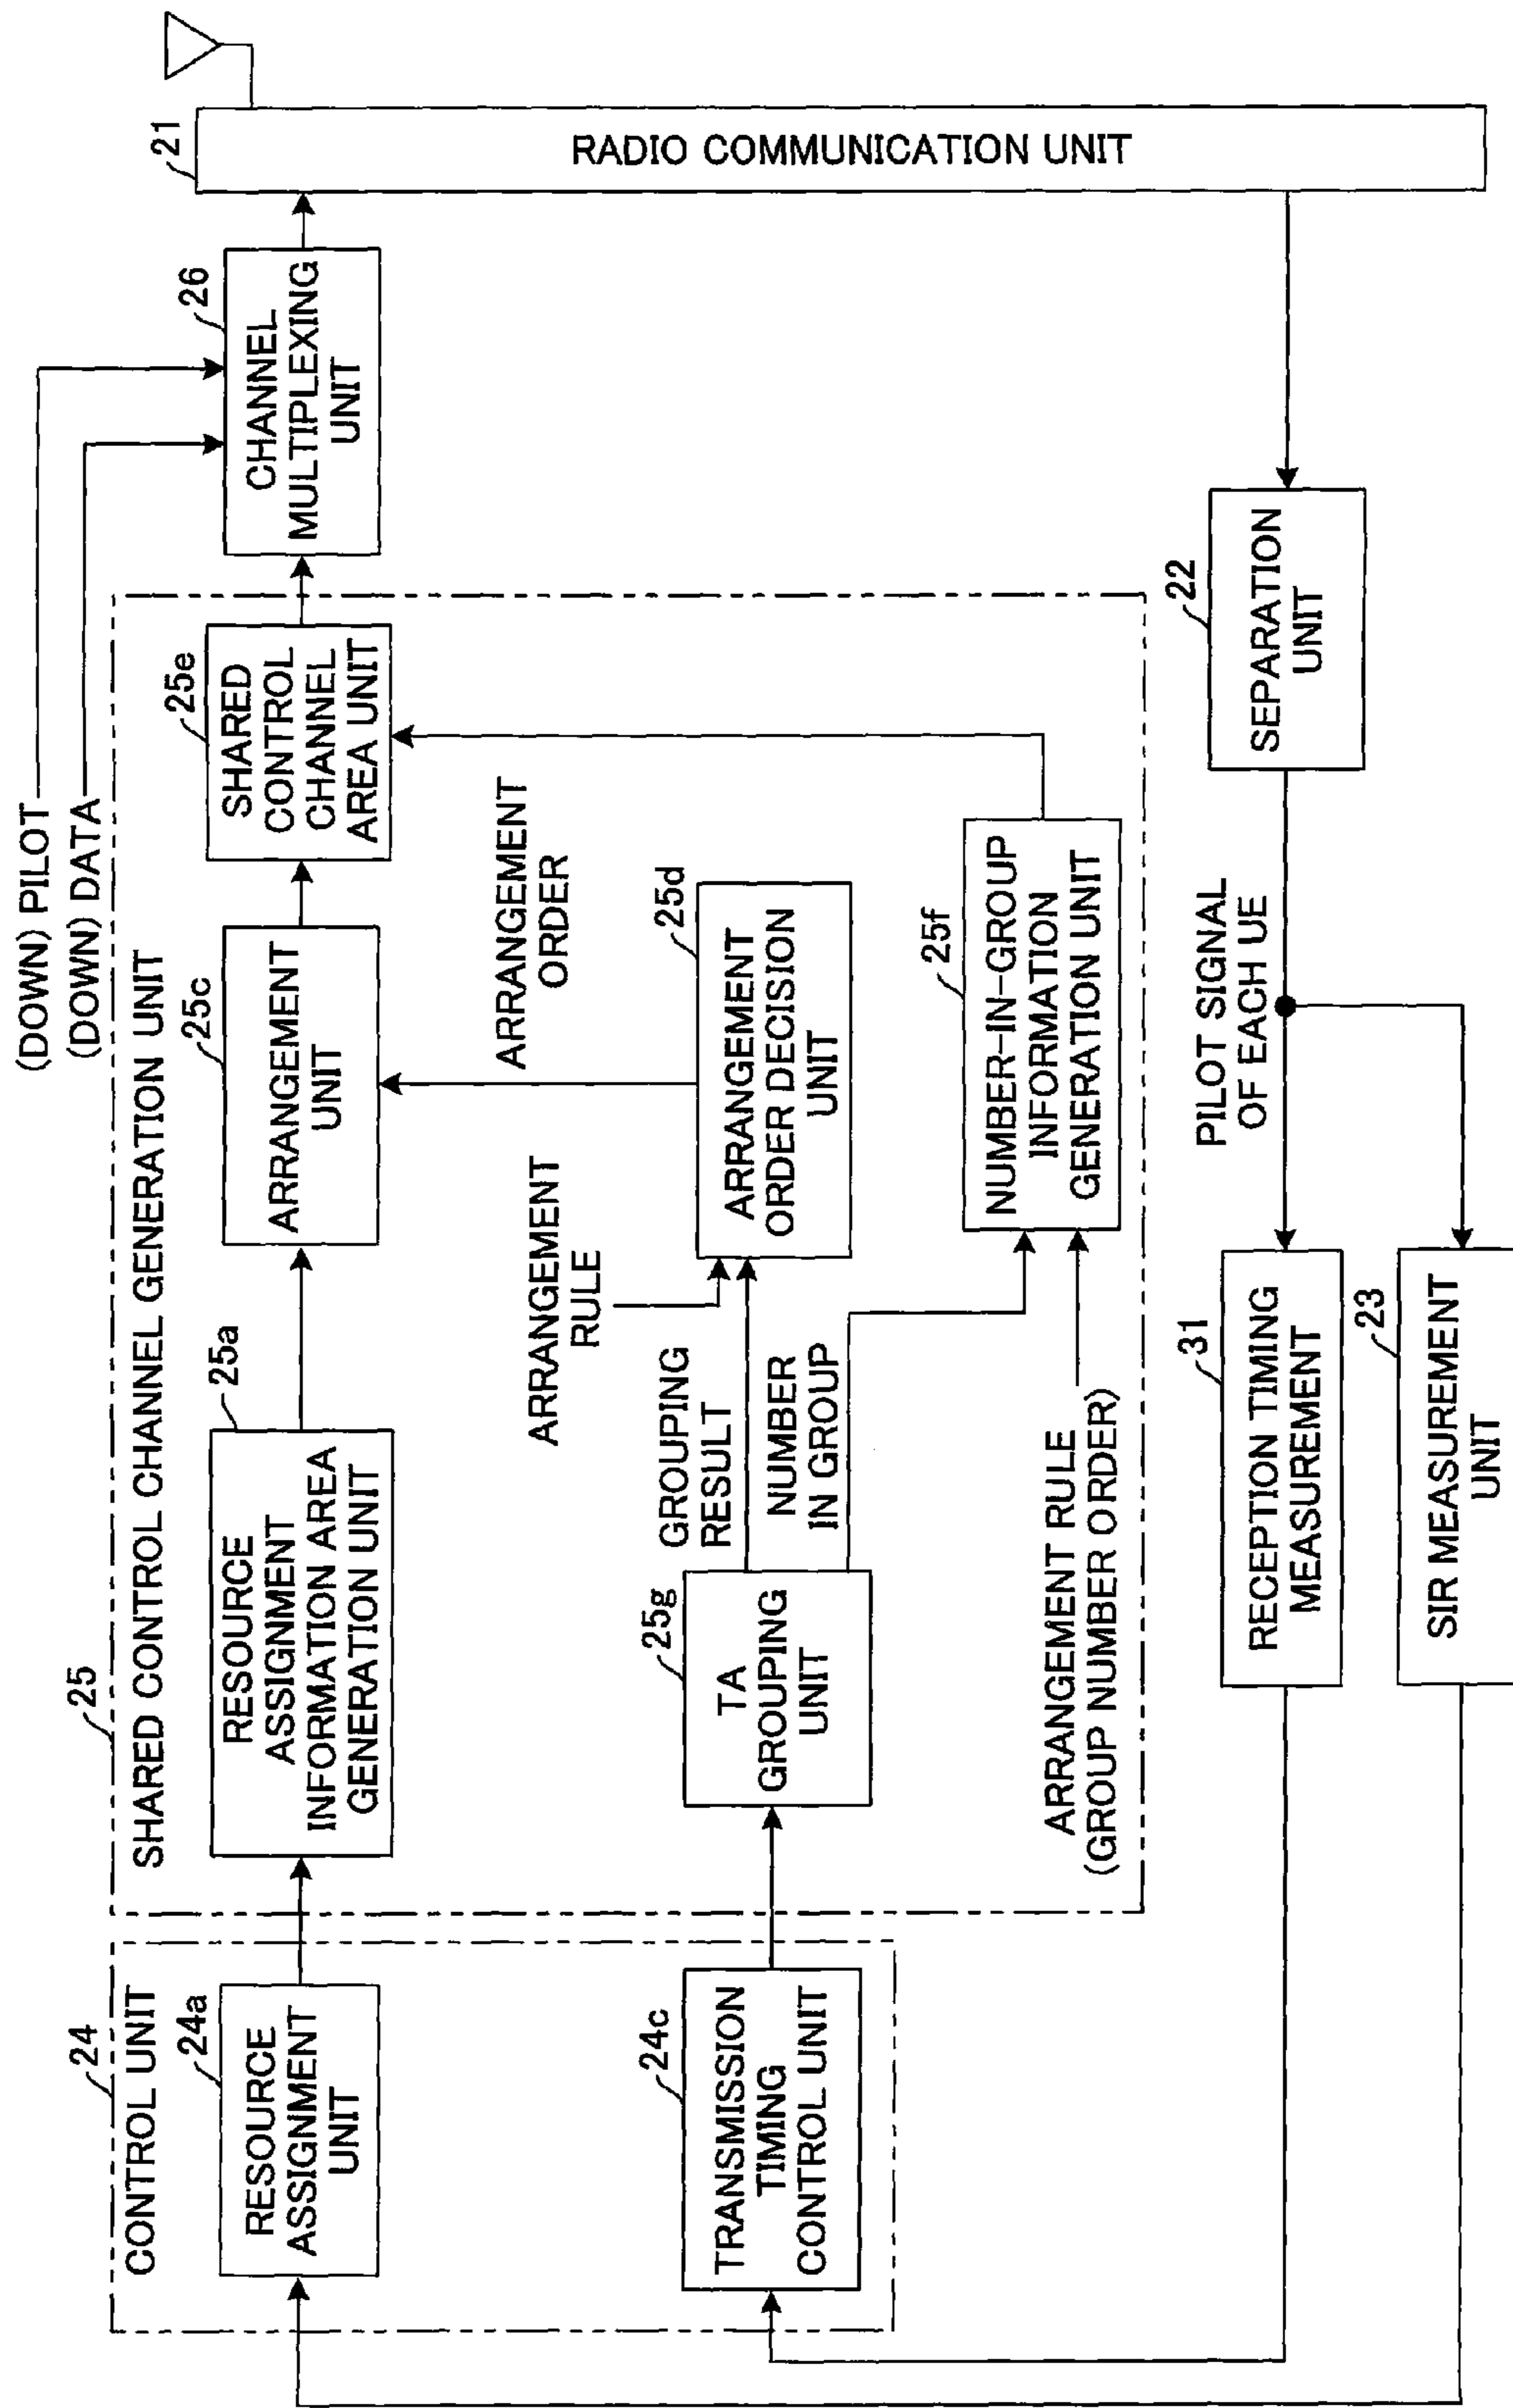 (DOWN) PILOT
(DOWN) DATA
24
CONTROL UNIT
24a
RESOURCE
ASSIGNMENT
UNIT
24c
TRANSMISSION
TIMING
CONTROL UNIT
25
SHARED CONTROL CHANNEL GENERATION UNIT
25a
RESOURCE
ASSIGNMENT
INFORMATION AREA
GENERATION UNIT
25c
ARRANGEMENT
UNIT
25e
SHARED
CONTROL
CHANNEL
AREA UNIT
26
CHANNEL
MULTIPLEXING
UNIT
21
RADIO COMMUNICATION UNIT
ARRANGEMENT
ORDER
ARRANGEMENT
RULE
25g
TA
GROUPING
UNIT
GROUPING
RESULT
NUMBER
IN GROUP
25d
ARRANGEMENT
ORDER DECISION
UNIT
25f
NUMBER-IN-GROUP
INFORMATION
GENERATION UNIT
ARRANGEMENT RULE
(GROUP NUMBER ORDER)
31
RECEPTION TIMING
MEASUREMENT
PILOT SIGNAL
OF EACH UE
22
SEPARATION
UNIT
23
SIR MEASUREMENT
UNIT